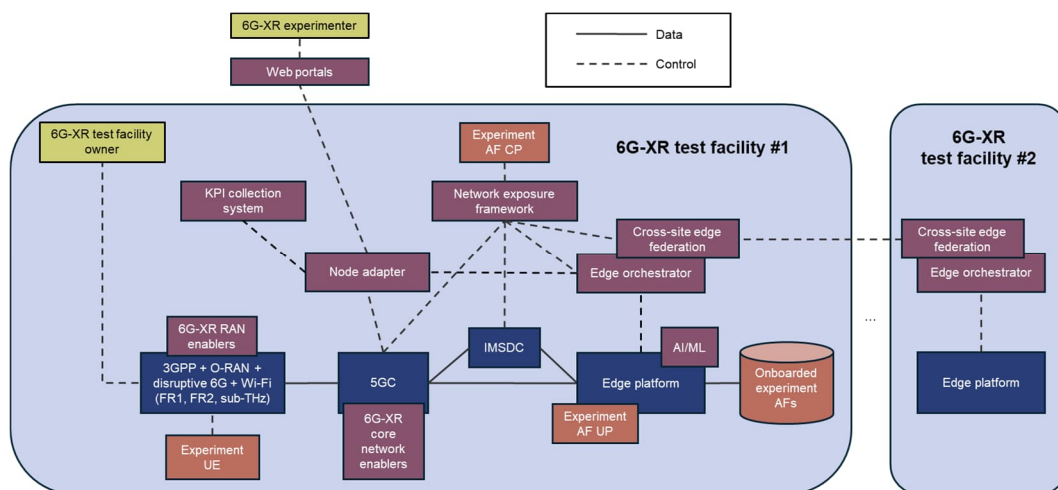 6G-XR experimenter
Web portals
Data
Control
6G-XR test facility
owner
Experiment
AF CP
6G-XR test facility #1
6G-XR
test facility #2
KPI collection
system
Network exposure
framework
Cross-site edge
federation
Cross-site edge
federation
Node adapter
Edge orchestrator
Edge orchestrator
6G-XR RAN
enablers
IMSDC
AI/ML
...
3GPP + O-RAN +
disruptive 6G + Wi-Fi
(FR1, FR2, sub-THz)
5GC
Edge platform
Onboarded
experiment
AFs
Edge platform
6G-XR
core
network
enablers
Experiment
AF UP
Experiment
UE